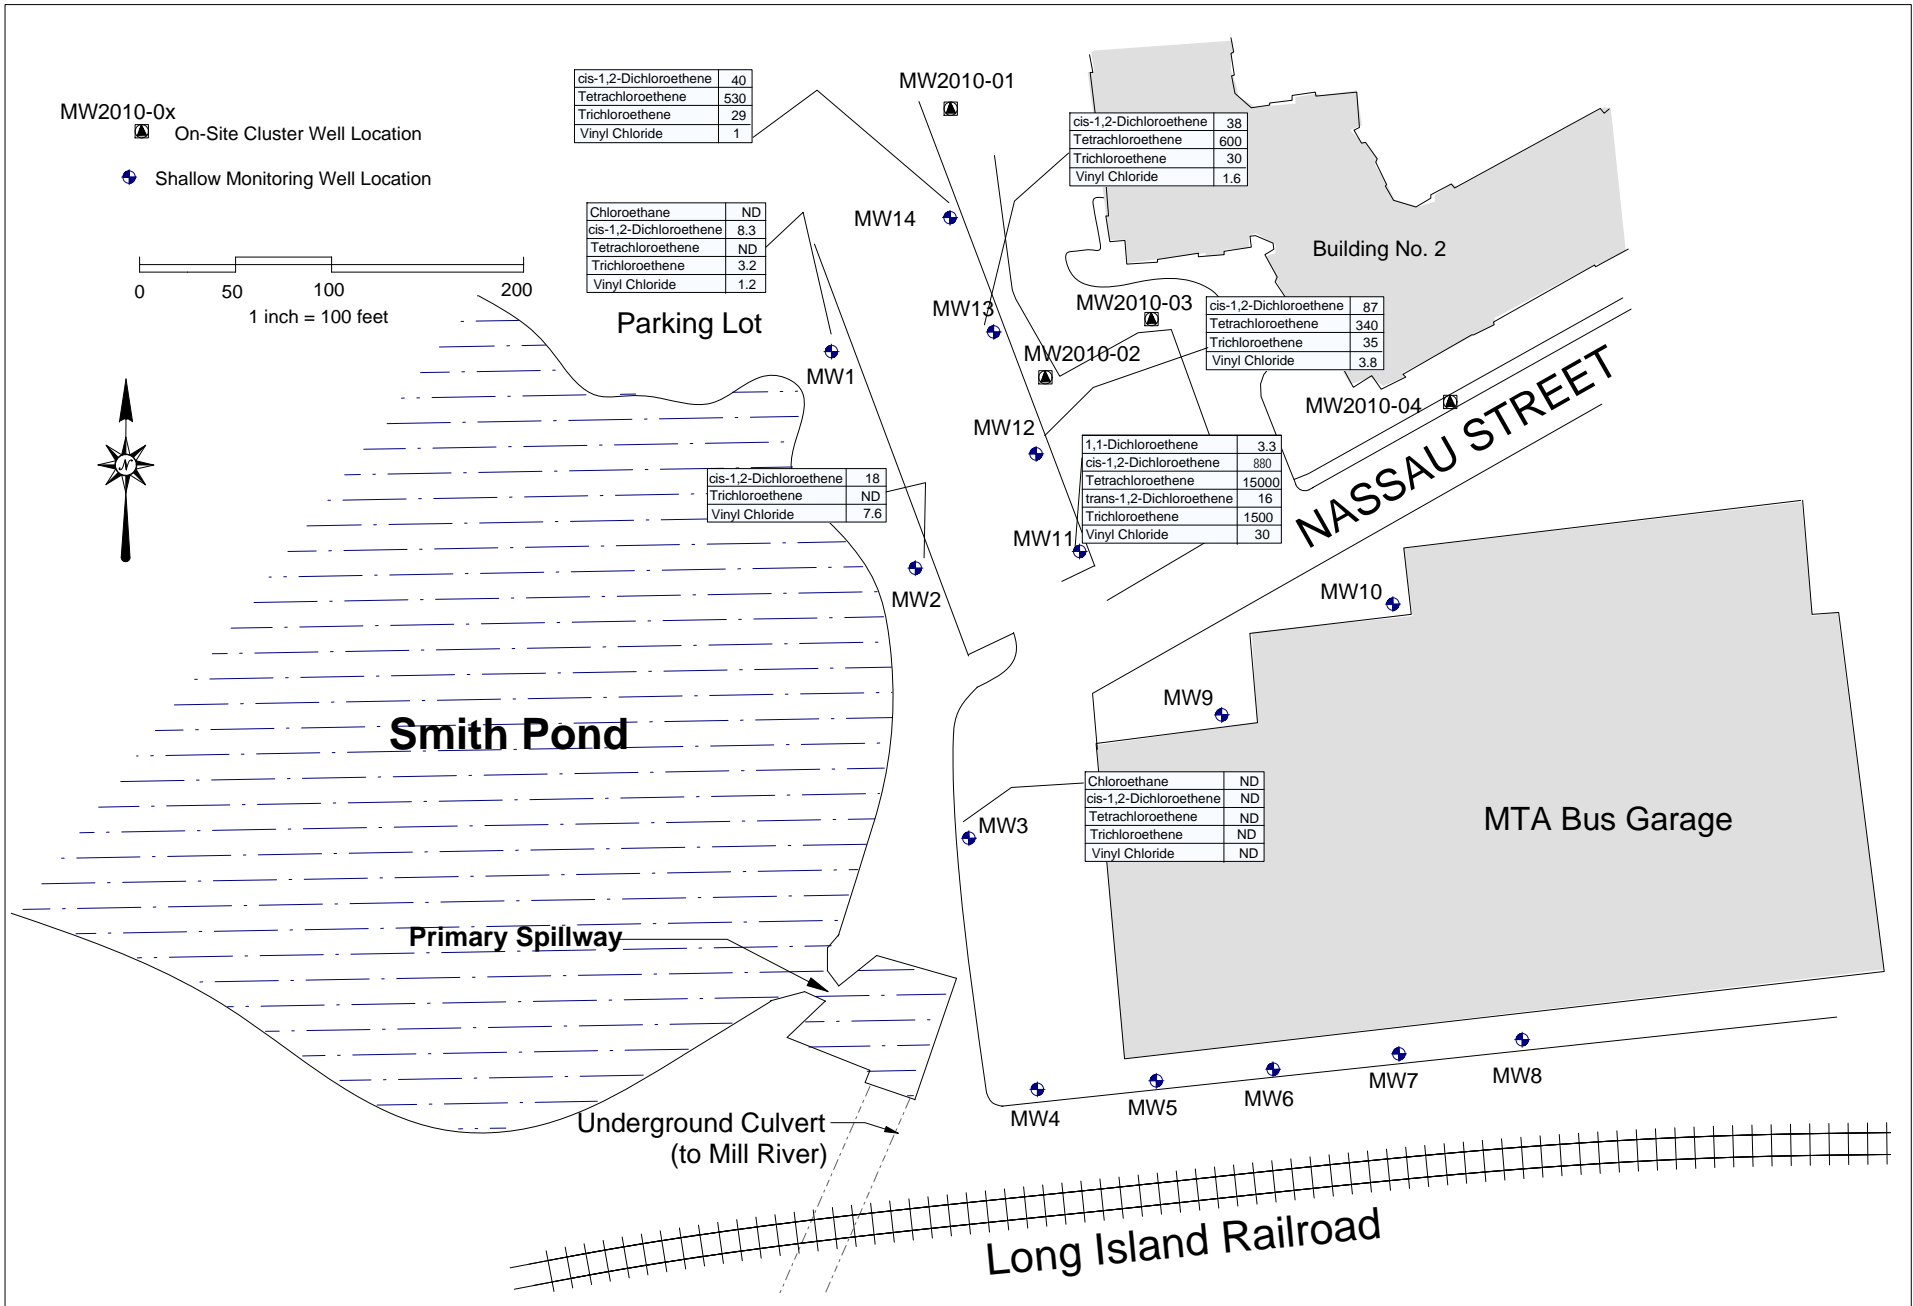 MW2010-0x
On-Site Cluster Well Location
Shallow Monitoring Well Location
0 50 100 200
1 inch = 100 feet
N
cis-1,2-Dichloroethene 40
Tetrachloroethene 530
Trichloroethene 29
Vinyl Chloride 1
MW2010-01
cis-1,2-Dichloroethene 38
Tetrachloroethene 600
Trichloroethene 30
Vinyl Chloride 1.6
Chloroethane ND
cis-1,2-Dichloroethene 8.3
Tetrachloroethene ND
Trichloroethene 3.2
Vinyl Chloride 1.2
MW14
Building No. 2
Parking Lot
MW13
MW2010-03
cis-1,2-Dichloroethene 87
Tetrachloroethene 340
Trichloroethene 35
Vinyl Chloride 3.8
MW1
MW2010-02
MW2010-04
NASSAU STREET
MW12
1,1-Dichloroethene 3.3
cis-1,2-Dichloroethene 880
Tetrachloroethene 15000
trans-1,2-Dichloroethene 16
Trichloroethene 1500
Vinyl Chloride 30
cis-1,2-Dichloroethene 18
Trichloroethene ND
Vinyl Chloride 7.6
MW11
MW2
MW10
MW9
Smith Pond
Chloroethane ND
cis-1,2-Dichloroethene ND
Tetrachloroethene ND
Trichloroethene ND
Vinyl Chloride ND
MW3
MTA Bus Garage
Primary Spillway
MW4
MW5
MW6
MW7
MW8
Underground Culvert
(to Mill River)
Long Island Railroad